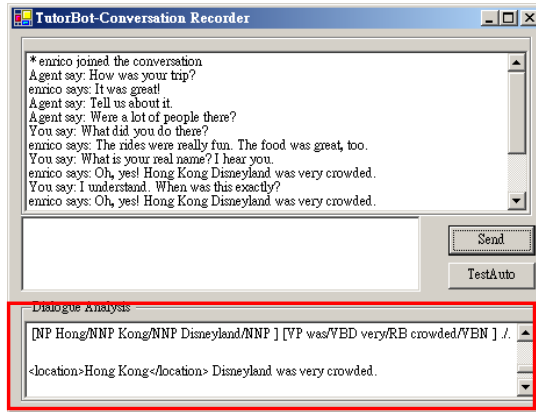 TutorBot-Conversation Recorder
* enrico joined the conversation
Agent say: How was your trip?
enrico says: It was great!
Agent say: Tell us about it.
Agent say: Were a lot of people there?
You say: What did you do there?
enrico says: The rides were really fun. The food was great, too.
You say: What is your real name? I hear you.
enrico says: Oh, yes! Hong Kong Disneyland was very crowded.
You say: I understand. When was this exactly?
enrico says: Oh, yes! Hong Kong Disneyland was very crowded.
Send
TestAuto
Dialogue Analysis
[NP Hong/NNP Kong/NNP Disneyland/NNP ] [VP was/VBD very/RB crowded/VBN ] ./.
<location>Hong Kong</location> Disneyland was very crowded.